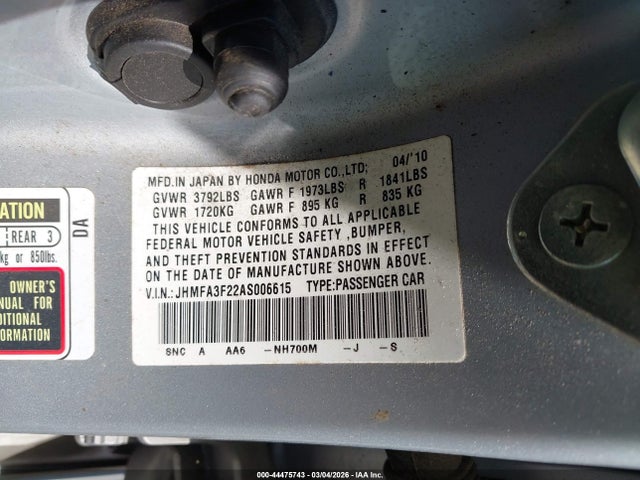 MFD.IN JAPAN BY HONDA MOTOR CO.,LTD; 04/'10
GVWR 3792LBS GAWR F 1973LBS R 1841LBS
GVWR 1720KG GAWR F 895 KG R 835 KG
THIS VEHICLE CONFORMS TO ALL APPLICABLE
FEDERAL MOTOR VEHICLE SAFETY ,BUMPER,
AND THEFT PREVENTION STANDARDS IN EFFECT
ON THE DATE OF MANUFACTURE SHOWN ABOVE.
V.I.N.: JHMFA3F22AS006615 TYPE:PASSENGER CAR
SNC A AA6 -NH700M -J -S
ATION
REAR 3
kg or 850lbs.
OWNER'S
NUAL FOR
DITIONAL
FORMATION
DA
000-44475743 - 03/04/2026 - IAA Inc.